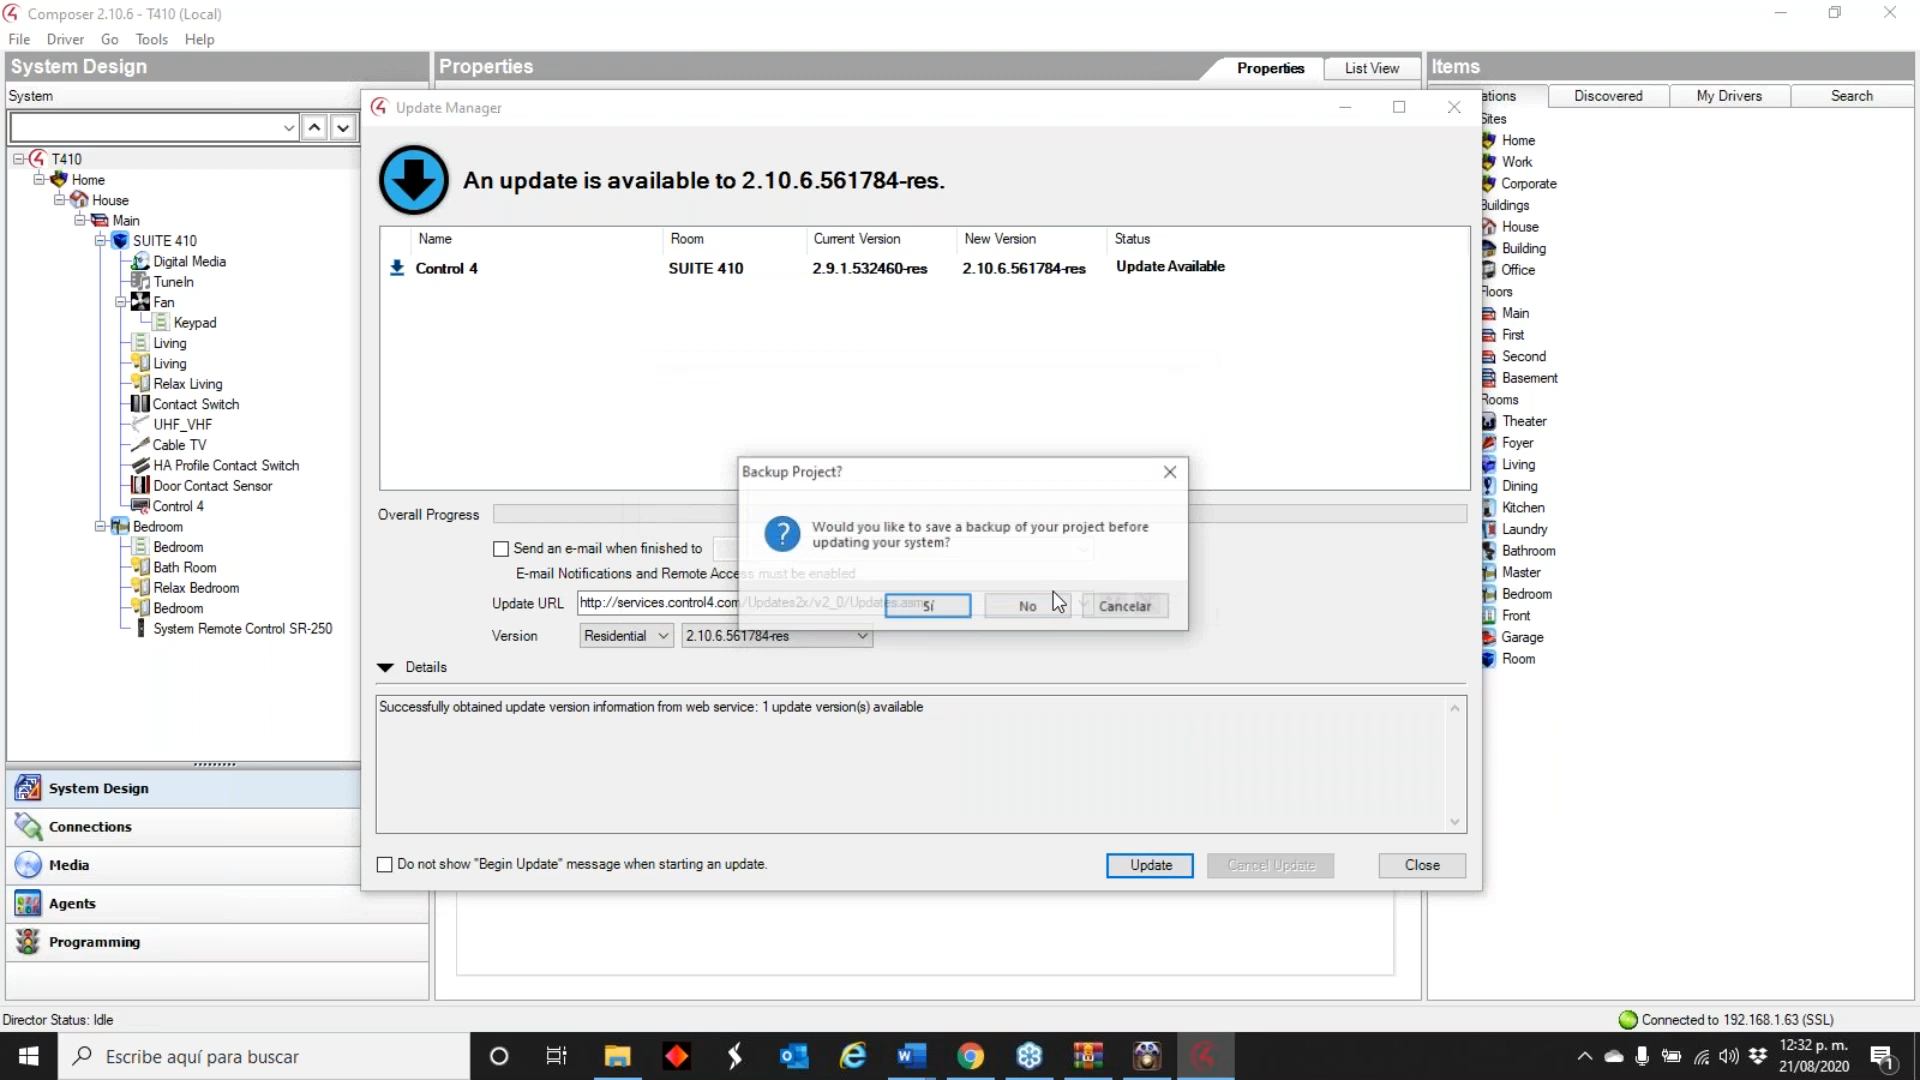 Composer 2.10.6 - T410 (Local)
File Driver Go Tools Help
System Design
System
T410
Home
House
Main
SUITE 410
Digital Media
TuneIn
Fan
Keypad
Living
Living
Relax Living
Contact Switch
UHF_VHF
Cable TV
HA Profile Contact Switch
Door Contact Sensor
Control 4
Bedroom
Bedroom
Bath Room
Relax Bedroom
Bedroom
System Remote Control SR-250
System Design
Connections
Media
Agents
Programming
Properties
Properties List View
Update Manager
An update is available to 2.10.6.561784-res.
Name Room Current Version New Version Status
Control 4 SUITE 410 2.9.1.532460-res 2.10.6.561784-res Update Available
Overall Progress
Send an e-mail when finished to
E-mail Notifications and Remote Access must be enabled
Update URL http://services.control4.com/Updates2x/v2_0/Updates.asmx
Version Residential 2.10.6.561784-res
Details
Successfully obtained update version information from web service: 1 update version(s) available
Do not show "Begin Update" message when starting an update.
Update Cancel Update Close
Backup Project?
Would you like to save a backup of your project before
updating your system?
Sí No Cancelar
Items
ations Discovered My Drivers Search
Sites
Home
Work
Corporate
Buildings
House
Building
Office
Floors
Main
First
Second
Basement
Rooms
Theater
Foyer
Living
Dining
Kitchen
Laundry
Bathroom
Master
Bedroom
Front
Garage
Room
Director Status: Idle
Connected to 192.168.1.63 (SSL)
Escribe aquí para buscar
12:32 p. m.
21/08/2020
1